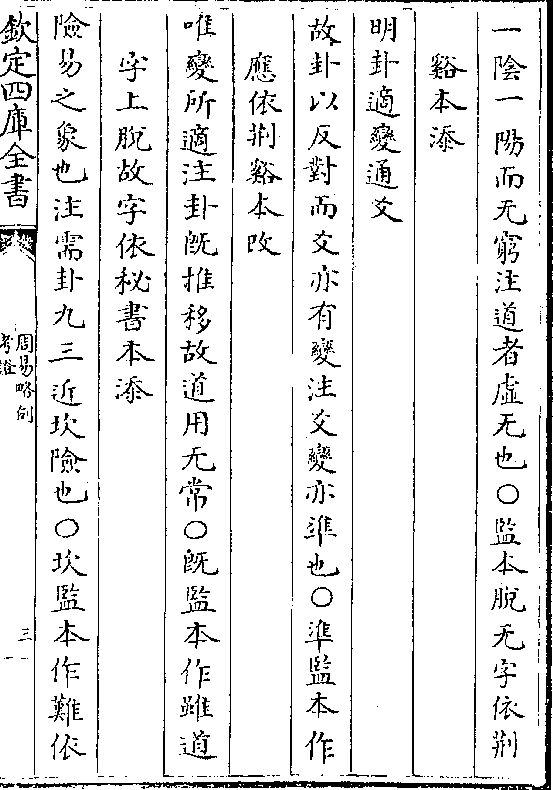 一陰一陽而无窮注道者虛无也○監本脫无字依荆
谿本添
明卦適變通爻
故卦以反對而爻亦有變注爻變亦準也○準監本作
應依荆谿本改
唯變所適注卦旣推移故道用无常○旣監本作雖道
字上脫故字依秘書本添
險易之象也注需卦九三近坎險也○坎監本作難依
欽定四庫全書
周易略例
考證
三